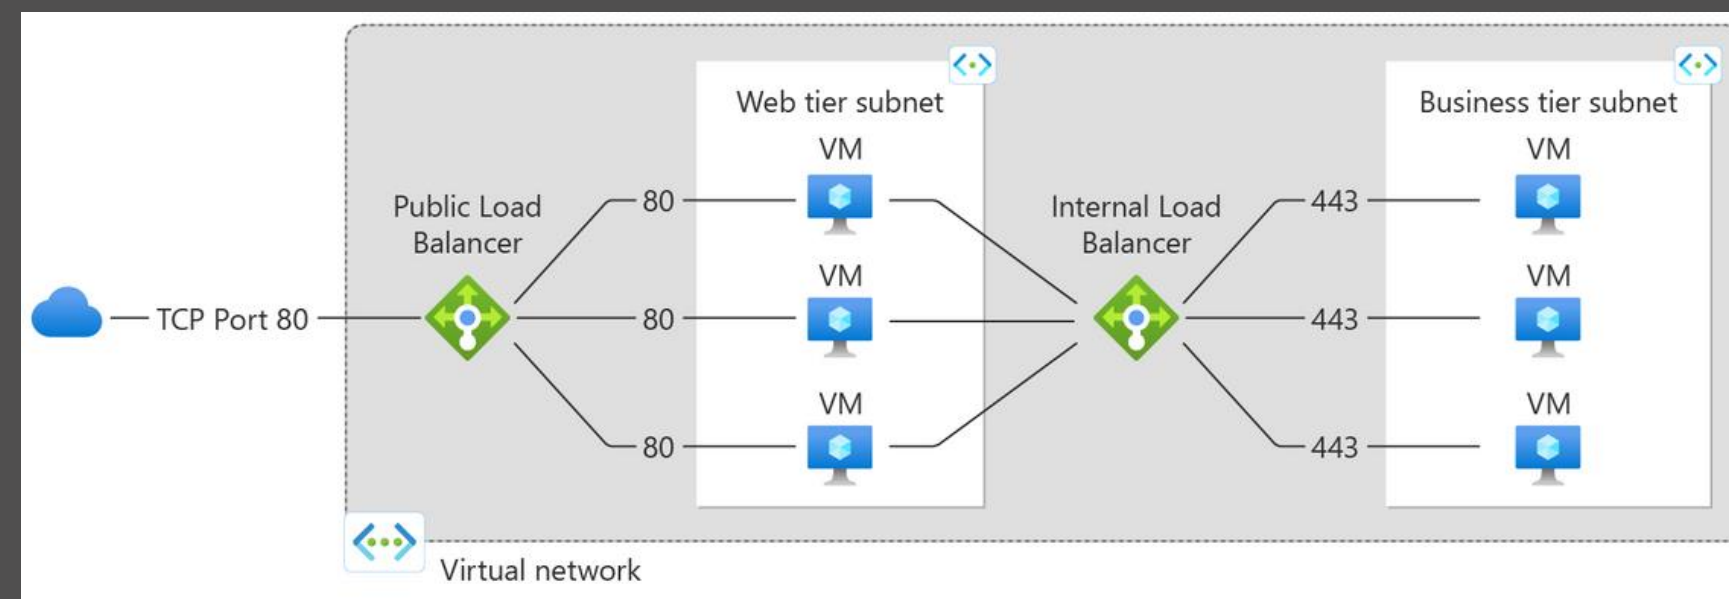 Web tier subnet
Business tier subnet
VM
VM
Public Load
Balancer
80
Internal Load
Balancer
443
VM
VM
TCP Port 80
80
443
VM
VM
80
443
Virtual network